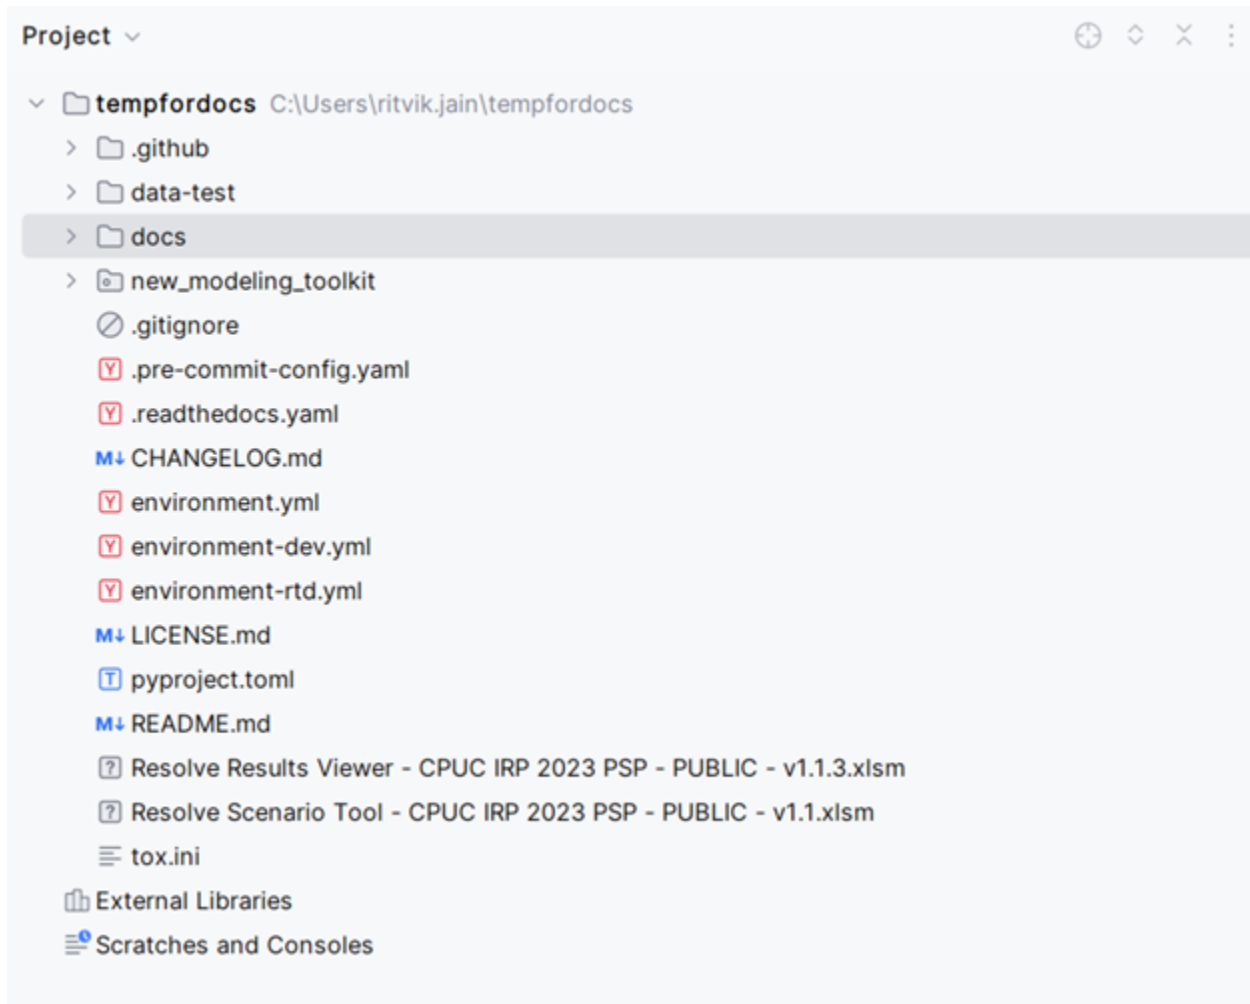 Project
tempfordocs C:\Users\ritvik.jain\tempfordocs
.github
data-test
docs
new_modeling_toolkit
.gitignore
.pre-commit-config.yaml
.readthedocs.yaml
M↓ CHANGELOG.md
environment.yml
environment-dev.yml
environment-rtd.yml
M↓ LICENSE.md
pyproject.toml
M↓ README.md
Resolve Results Viewer - CPUC IRP 2023 PSP - PUBLIC - v1.1.3.xlsm
Resolve Scenario Tool - CPUC IRP 2023 PSP - PUBLIC - v1.1.xlsm
tox.ini
External Libraries
Scratches and Consoles